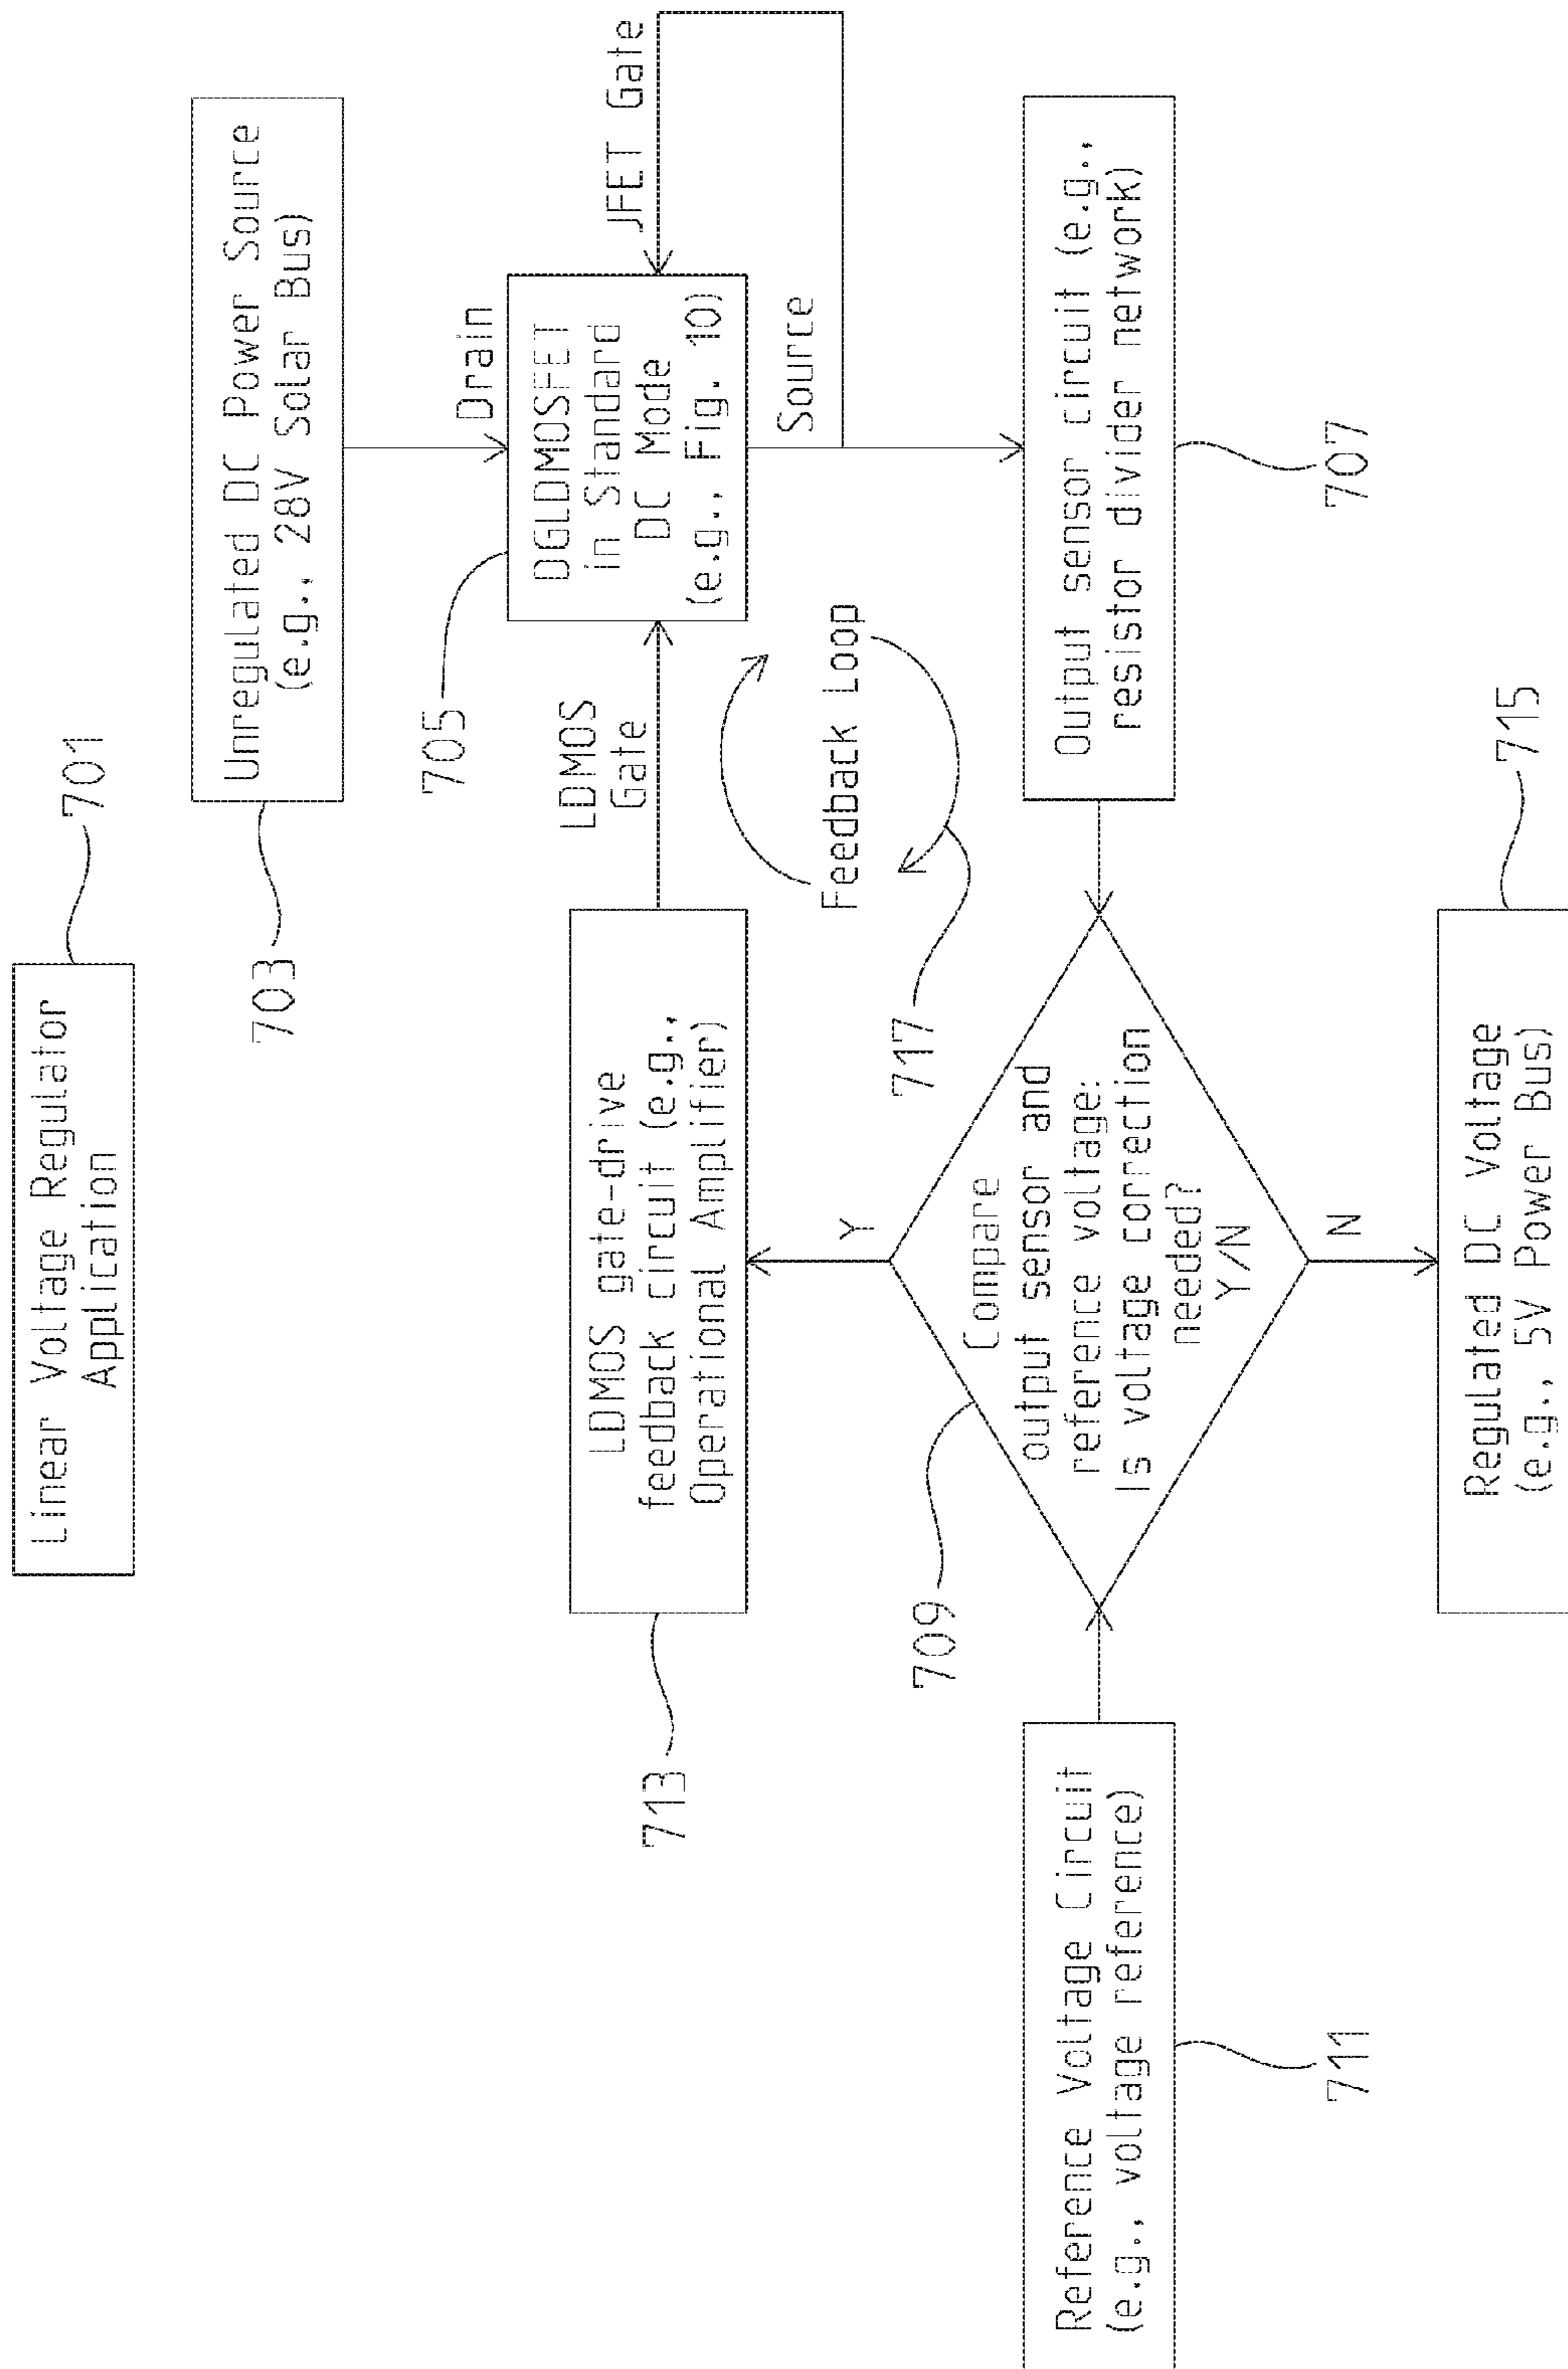 Linear Voltage Regulator
Application
701
Unregulated DC Power Source
(e.g., 28V Solar Bus)
703
Drain
705
DGLDMOSFET
in Standard
DC Mode
(e.g., Fig. 10)
JFET Gate
Source
LDMOS
Gate
LDMOS gate-drive
feedback circuit (e.g.,
Operational Amplifier)
713
Feedback Loop
717
Output sensor circuit (e.g.,
resistor divider network)
707
Compare
output sensor and
reference voltage:
Is voltage correction
needed?
Y/N
709
Y
N
Reference Voltage Circuit
(e.g., voltage reference)
711
Regulated DC Voltage
(e.g., 5V Power Bus)
715